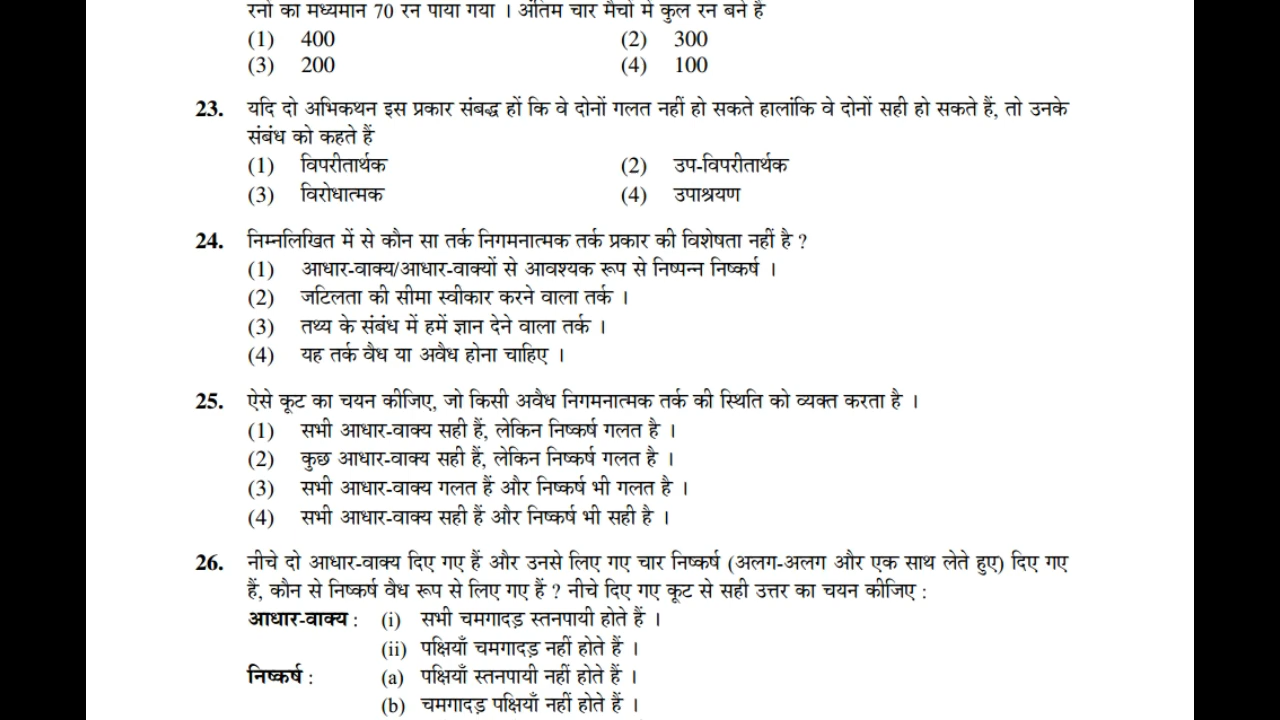 रनों का मध्यमान 70 रन पाया गया । अंतिम चार मैचों में कुल रन बने हैं
(1) 400 (2) 300
(3) 200 (4) 100
23. यदि दो अभिकथन इस प्रकार संबद्ध हों कि वे दोनों गलत नहीं हो सकते हालांकि वे दोनों सही हो सकते हैं, तो उनके
संबंध को कहते हैं
(1) विपरीतार्थक (2) उप-विपरीतार्थक
(3) विरोधात्मक (4) उपाश्रयण
24. निम्नलिखित में से कौन सा तर्क निगमनात्मक तर्क प्रकार की विशेषता नहीं है ?
(1) आधार-वाक्य/आधार-वाक्यों से आवश्यक रूप से निष्पन्न निष्कर्ष ।
(2) जटिलता की सीमा स्वीकार करने वाला तर्क ।
(3) तथ्य के संबंध में हमें ज्ञान देने वाला तर्क ।
(4) यह तर्क वैध या अवैध होना चाहिए ।
25. ऐसे कूट का चयन कीजिए, जो किसी अवैध निगमनात्मक तर्क की स्थिति को व्यक्त करता है ।
(1) सभी आधार-वाक्य सही हैं, लेकिन निष्कर्ष गलत है ।
(2) कुछ आधार-वाक्य सही हैं, लेकिन निष्कर्ष गलत है ।
(3) सभी आधार-वाक्य गलत हैं और निष्कर्ष भी गलत है ।
(4) सभी आधार-वाक्य सही हैं और निष्कर्ष भी सही है ।
26. नीचे दो आधार-वाक्य दिए गए हैं और उनसे लिए गए चार निष्कर्ष (अलग-अलग और एक साथ लेते हुए) दिए गए
हैं, कौन से निष्कर्ष वैध रूप से लिए गए हैं ? नीचे दिए गए कूट से सही उत्तर का चयन कीजिए :
आधार-वाक्य : (i) सभी चमगादड़ स्तनपायी होते हैं ।
(ii) पक्षियाँ चमगादड़ नहीं होते हैं ।
निष्कर्ष : (a) पक्षियाँ स्तनपायी नहीं होते हैं ।
(b) चमगादड़ पक्षियाँ नहीं होते हैं ।